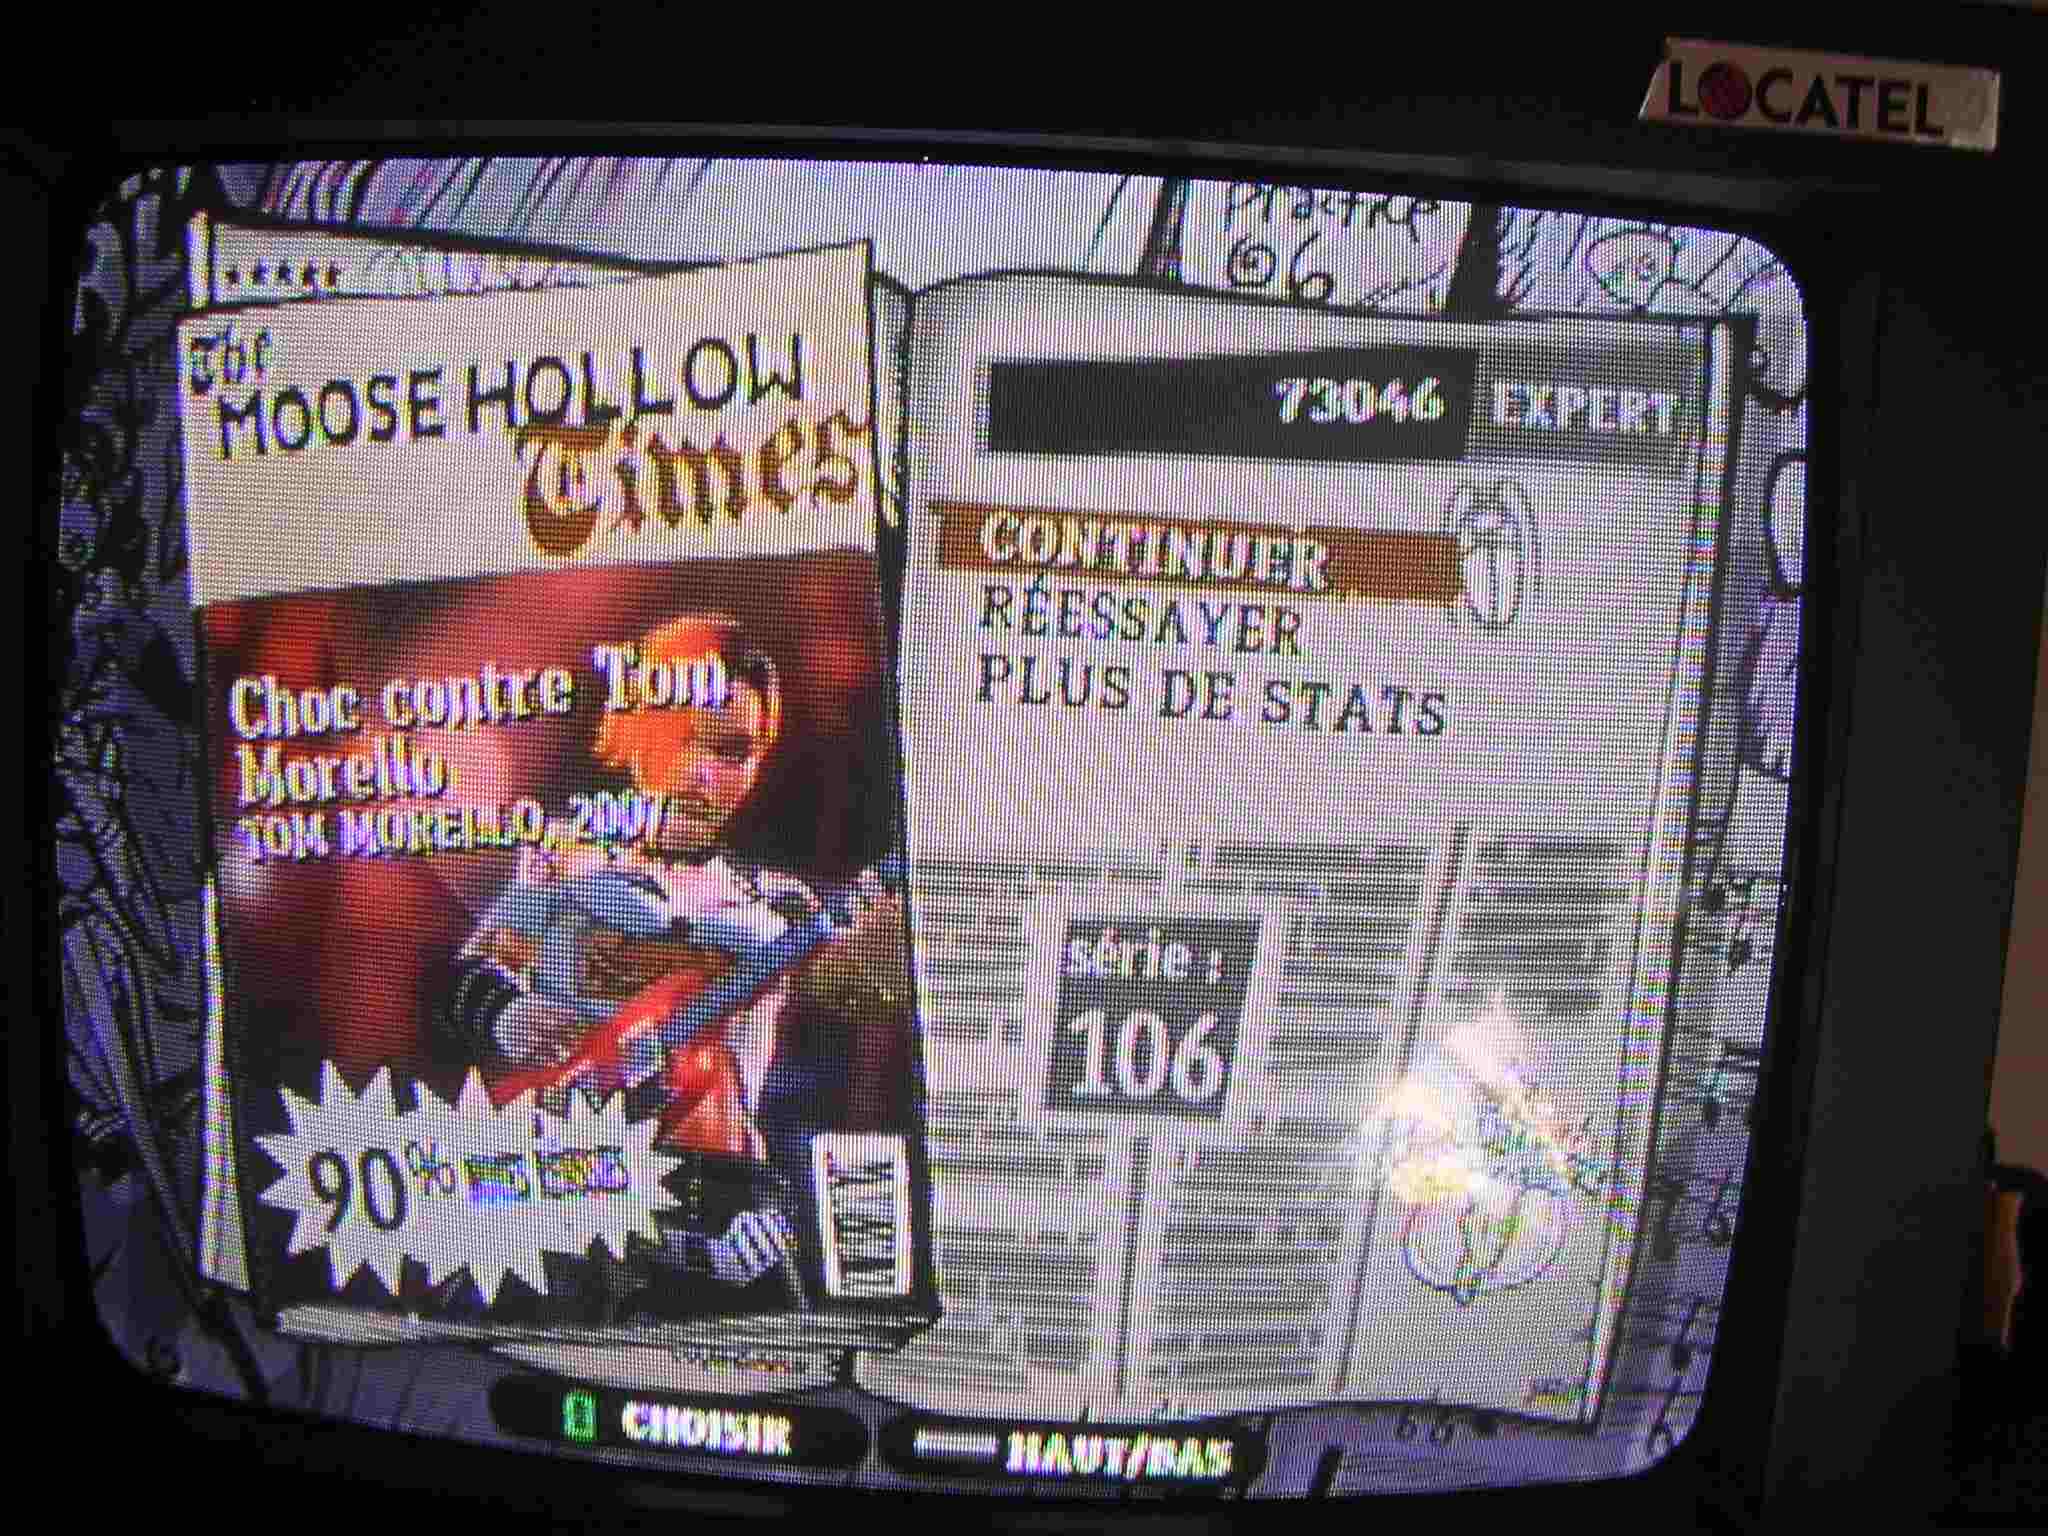 LOCATEL
Practice
06
The
MOOSE HOLLOW
Times
73046 EXPERT
CONTINUER
RÉESSAYER
PLUS DE STATS
Choc contre Tom
Morello
TOM MORELLO, 2007
série :
106
90%
CHOISIR
HAUT/BAS